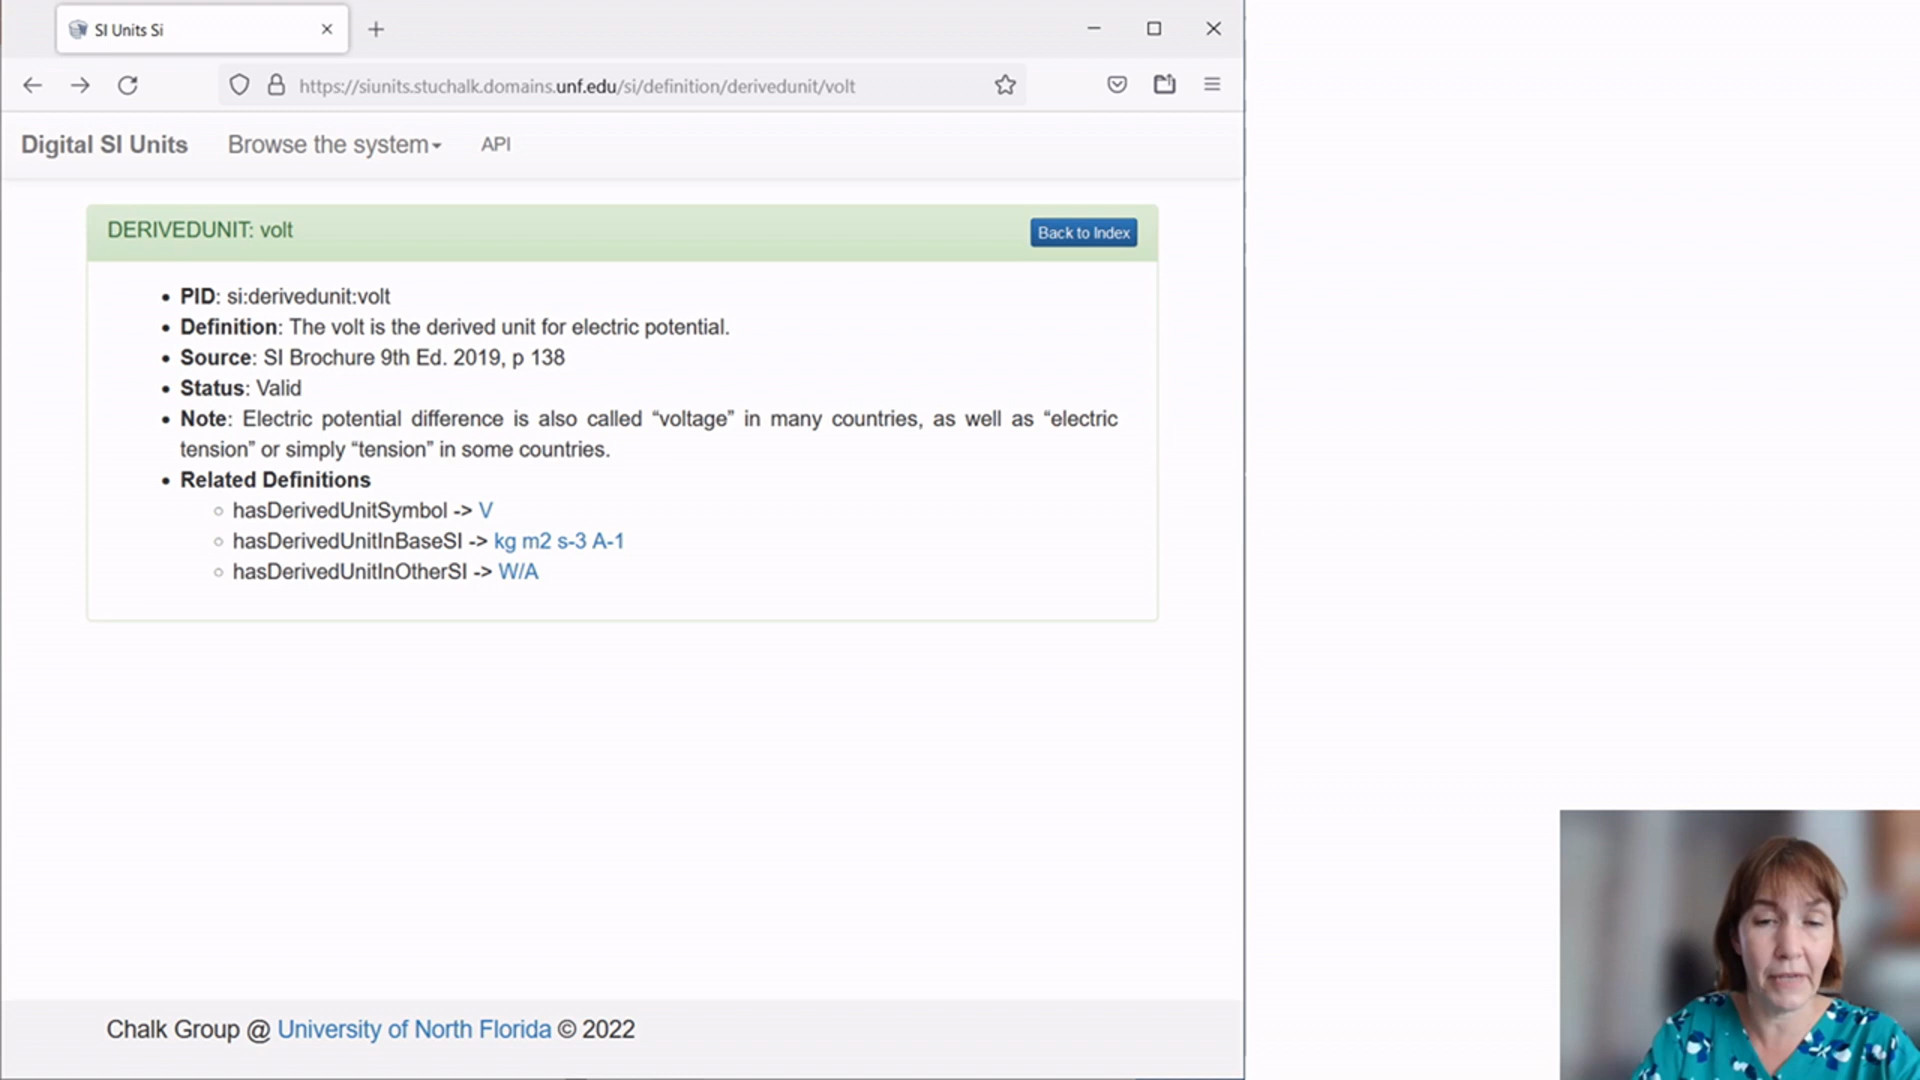 SI Units Si
https://siunits.stuchalk.domains.unf.edu/si/definition/derivedunit/volt
Digital SI Units Browse the system API
DERIVEDUNIT: volt Back to Index
PID: si:derivedunit:volt
Definition: The volt is the derived unit for electric potential.
Source: SI Brochure 9th Ed. 2019, p 138
Status: Valid
Note: Electric potential difference is also called “voltage” in many countries, as well as “electric
tension” or simply “tension” in some countries.
Related Definitions
hasDerivedUnitSymbol -> V
hasDerivedUnitInBaseSI -> kg m2 s-3 A-1
hasDerivedUnitInOtherSI -> W/A
Chalk Group @ University of North Florida © 2022